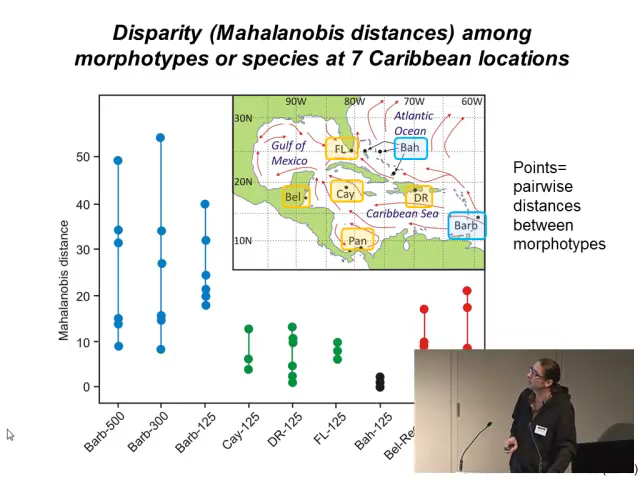 Disparity (Mahalanobis distances) among
morphotypes or species at 7 Caribbean locations
90W 80W 70W 60W
30N
20N
10N
Atlantic
Ocean
Gulf of
Mexico
FL
Bah
Bel
Cay
DR
Caribbean Sea
Barb
Pan
Points=
pairwise
distances
between
morphotypes
Mahalanobis distance
50
40
30
20
10
0
Barb-500
Barb-300
Barb-125
Cay-125
DR-125
FL-125
Bah-125